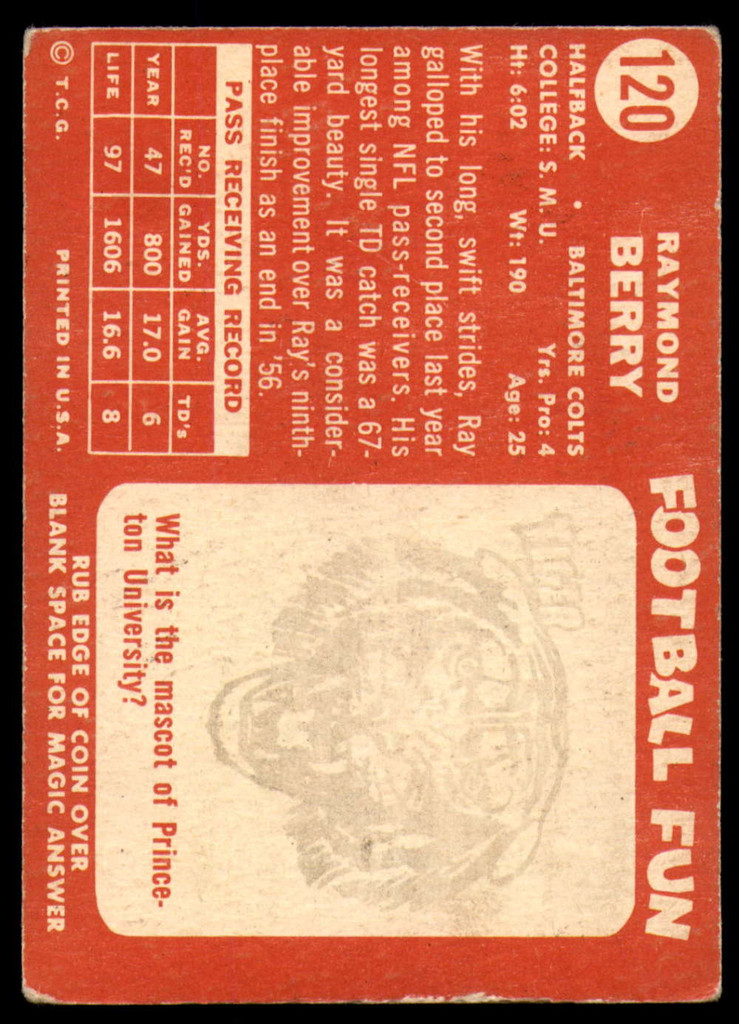 120
RAYMOND
BERRY
HALFBACK • BALTIMORE COLTS
COLLEGE: S. M. U. Yrs. Pro: 4
Ht: 6:02 Wt: 190 Age: 25
With his long, swift strides, Ray
galloped to second place last year
among NFL pass-receivers. His
longest single TD catch was a 67-
yard beauty. It was a consider-
able improvement over Ray's ninth-
place finish as an end in '56.
PASS RECEIVING RECORD
NO. REC'D YDS. GAINED AVG. GAIN TD's
YEAR 47 800 17.0 6
LIFE 97 1606 16.6 8
© T.C.G. PRINTED IN U.S.A.
FOOTBALL FUN
TIGER
What is the mascot of Prince-
ton University?
RUB EDGE OF COIN OVER
BLANK SPACE FOR MAGIC ANSWER